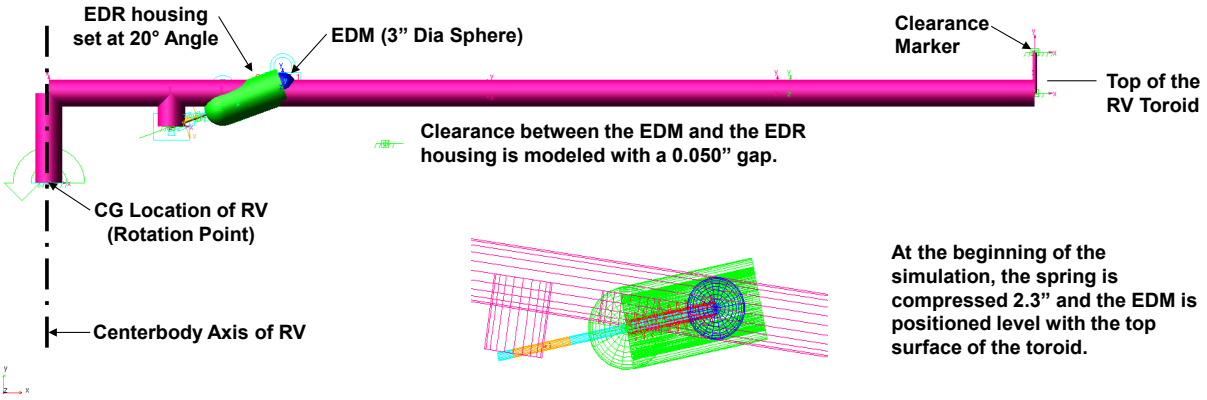 EDR housing
set at 20° Angle
EDM (3” Dia Sphere)
Clearance
Marker
Top of the
RV Toroid
Clearance between the EDM and the EDR
housing is modeled with a 0.050” gap.
CG Location of RV
(Rotation Point)
Centerbody Axis of RV
At the beginning of the
simulation, the spring is
compressed 2.3” and the EDM is
positioned level with the top
surface of the toroid.
y
z x